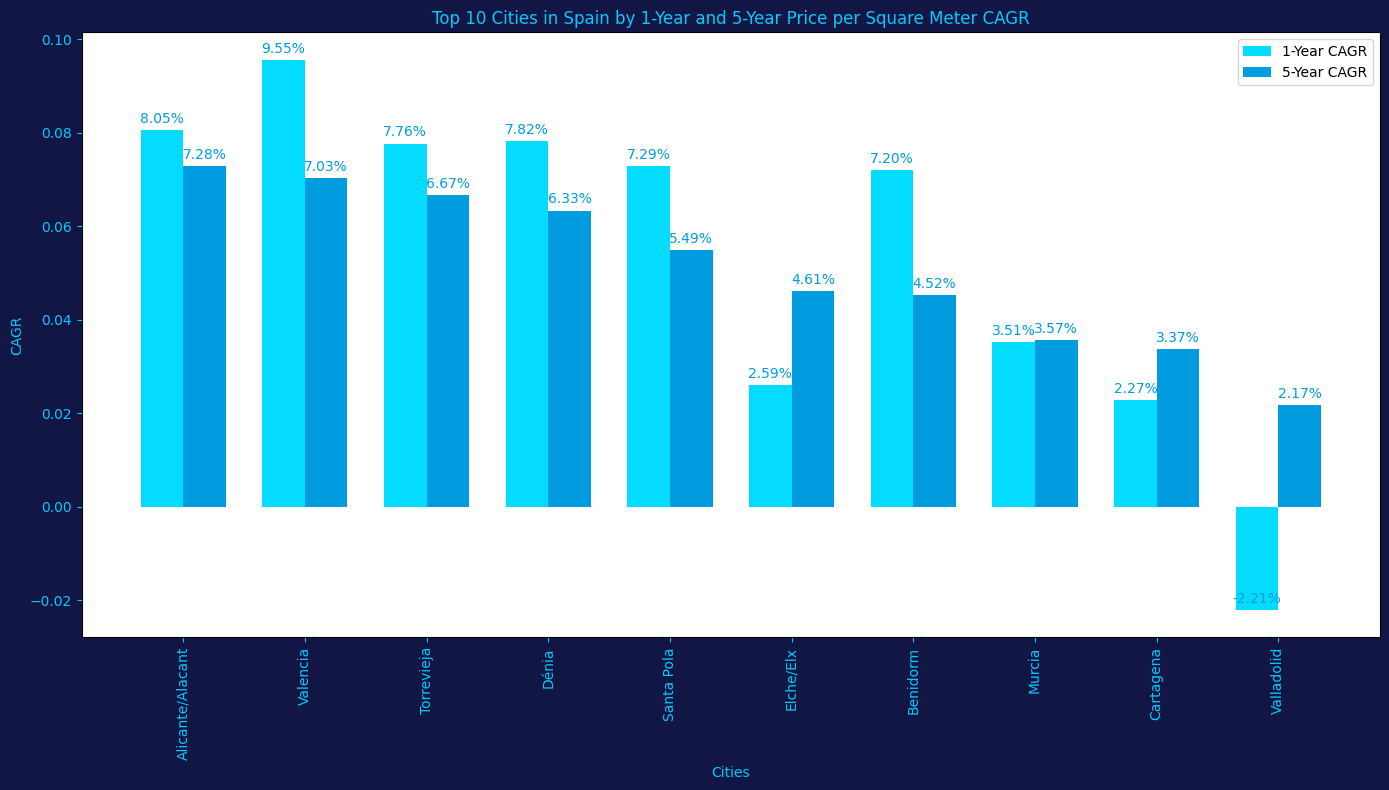 Top 10 Cities in Spain by 1-Year and 5-Year Price per Square Meter CAGR
1-Year CAGR
5-Year CAGR
CAGR
0.10
0.08
0.06
0.04
0.02
0.00
−0.02
8.05%
7.28%
9.55%
7.03%
7.76%
6.67%
7.82%
6.33%
7.29%
5.49%
2.59%
4.61%
7.20%
4.52%
3.51%
3.57%
2.27%
3.37%
-2.21%
2.17%
Alicante/Alacant
Valencia
Torrevieja
Dénia
Santa Pola
Elche/Elx
Benidorm
Murcia
Cartagena
Valladolid
Cities